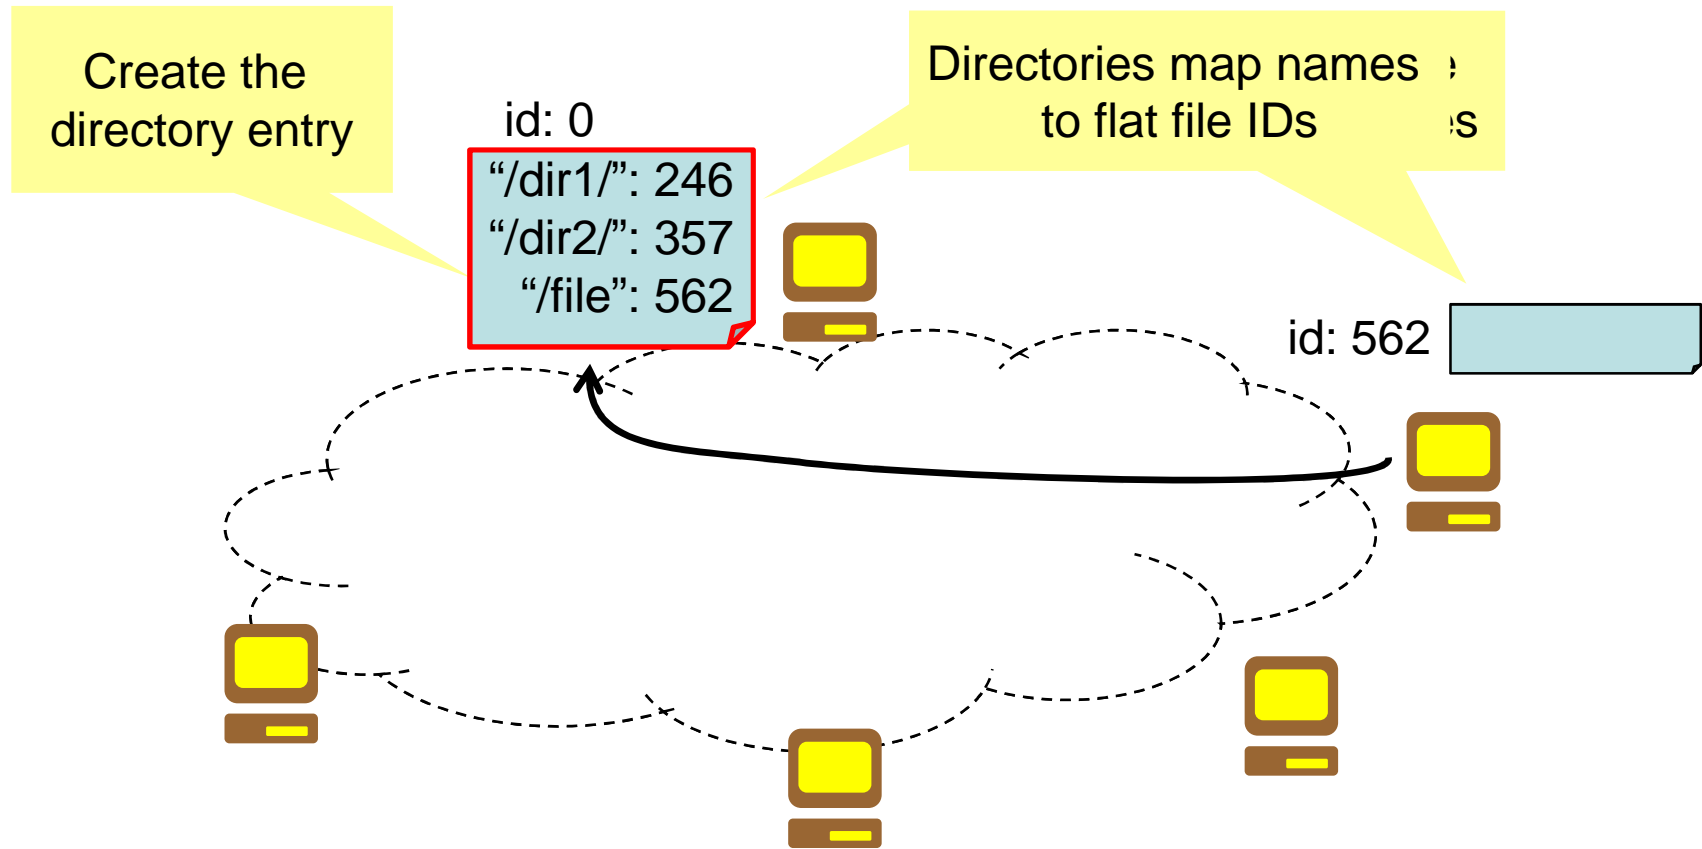 Create the
directory entry
Directories map names
to flat file IDs
id: 0
“/dir1/”: 246
“/dir2/”: 357
“/file”: 562
id: 562